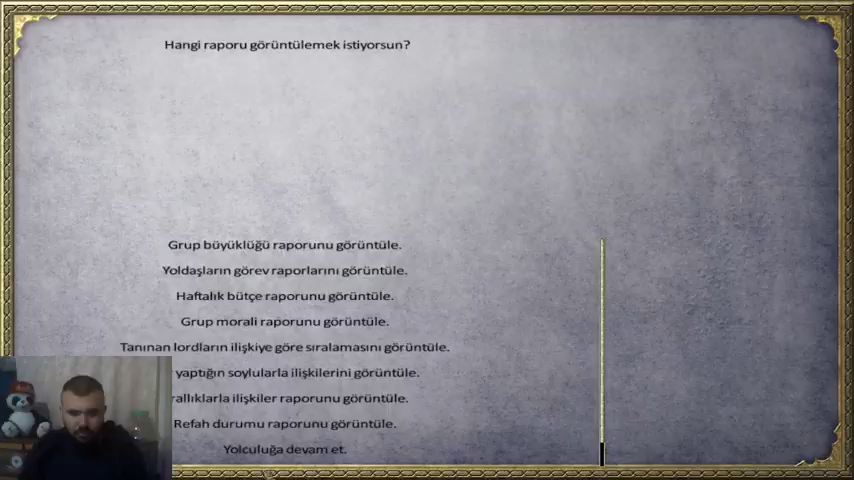 Hangi raporu görüntülemek istiyorsun?
Grup büyüklüğü raporunu görüntüle.
Yoldaşların görev raporlarını görüntüle.
Haftalık bütçe raporunu görüntüle.
Grup morali raporunu görüntüle.
Tanınan lordların ilişkiye göre sıralamasını görüntüle.
yaptığın soylularla ilişkilerini görüntüle.
ilişkiler raporunu görüntüle.
Refah durumu raporunu görüntüle.
Yolculuğa devam et.